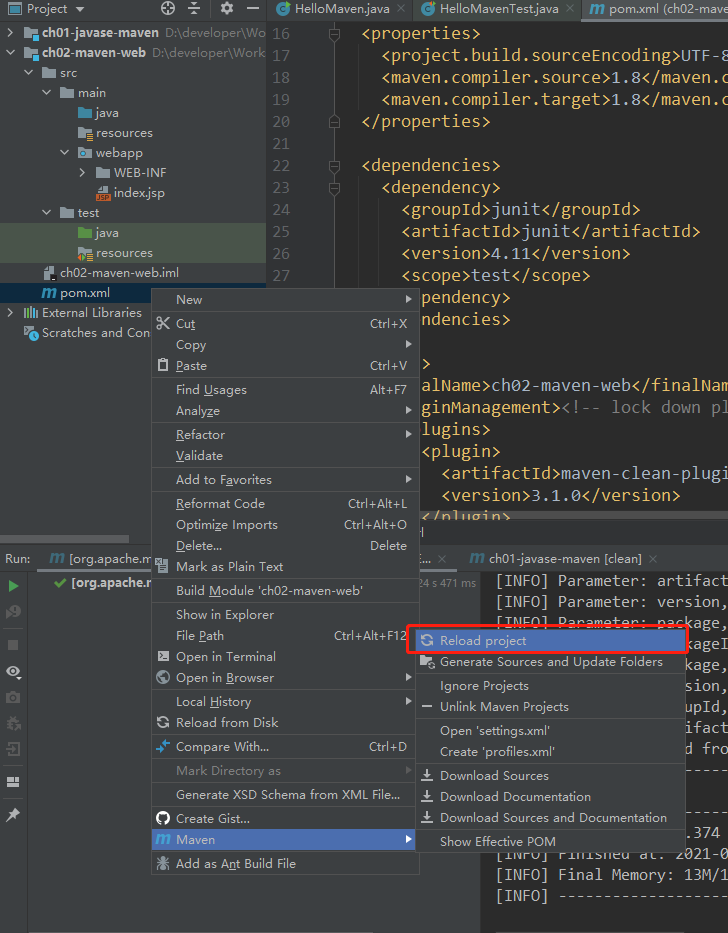 Project
HelloMaven.java
HelloMavenTest.java
pom.xml (ch02-mav
ch01-javase-maven D:\develop\Wo
ch02-maven-web D:\develop\Work
src
main
java
resources
webapp
WEB-INF
index.jsp
test
java
resources
ch02-maven-web.iml
pom.xml
External Libraries
Scratches and Con
16 <properties>
17 <project.build.sourceEncoding>UTF-8
18 <maven.compiler.source>1.8</maven.c
19 <maven.compiler.target>1.8</maven.c
20 </properties>
21
22 <dependencies>
23 <dependency>
24 <groupId>junit</groupId>
25 <artifactId>junit</artifactId>
26 <version>4.11</version>
27 <scope>test</scope>
pendency>
ndencies>
>
alName>ch02-maven-web</finalNam
ginManagement><!-- lock down pl
lugins>
<plugin>
<artifactId>maven-clean-plugi
<version>3.1.0</version>
</plugin>
New
Cut Ctrl+X
Copy
Paste Ctrl+V
Find Usages Alt+F7
Analyze
Refactor
Validate
Add to Favorites
Reformat Code Ctrl+Alt+L
Optimize Imports Ctrl+Alt+O
Delete... Delete
Mark as Plain Text
Build Module 'ch02-maven-web'
Show in Explorer
File Path Ctrl+Alt+F12
Open in Terminal
Open in Browser
Local History
Reload from Disk
Compare With... Ctrl+D
Mark Directory as
Generate XSD Schema from XML File...
Create Gist...
Maven
Add as Ant Build File
Reload project
Generate Sources and Update Folders
Ignore Projects
Unlink Maven Projects
Open 'settings.xml'
Create 'profiles.xml'
Download Sources
Download Documentation
Download Sources and Documentation
Show Effective POM
Run: [org.apache.m
E...
ch01-javase-maven [clean]
[org.apache.m
24 s 471 ms
[INFO] Parameter: artifact
[INFO] Parameter: version,
[INFO] Parameter: package,
ckageI
kage,
sion,
upId,
ifact
d fro
------
.374
[INFO] Finished at: 2021-0
[INFO] Final Memory: 13M/1
[INFO] --------------------